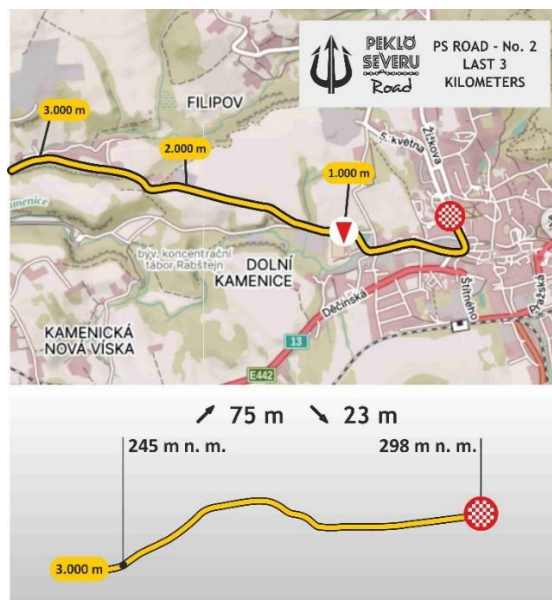 PEKLO
SEVERU
Road
PS ROAD - No. 2
LAST 3
KILOMETERS
FILIPOV
5. května
Žižkova
3.000 m
2.000 m
1.000 m
Kamenice
býv. koncentrační
tábor Rabštejn
DOLNÍ
KAMENICE
Děčínská
Štítného
Pražská
KAMENICKÁ
NOVÁ VÍSKA
13
E442
75 m 23 m
245 m n. m.
298 m n. m.
3.000 m